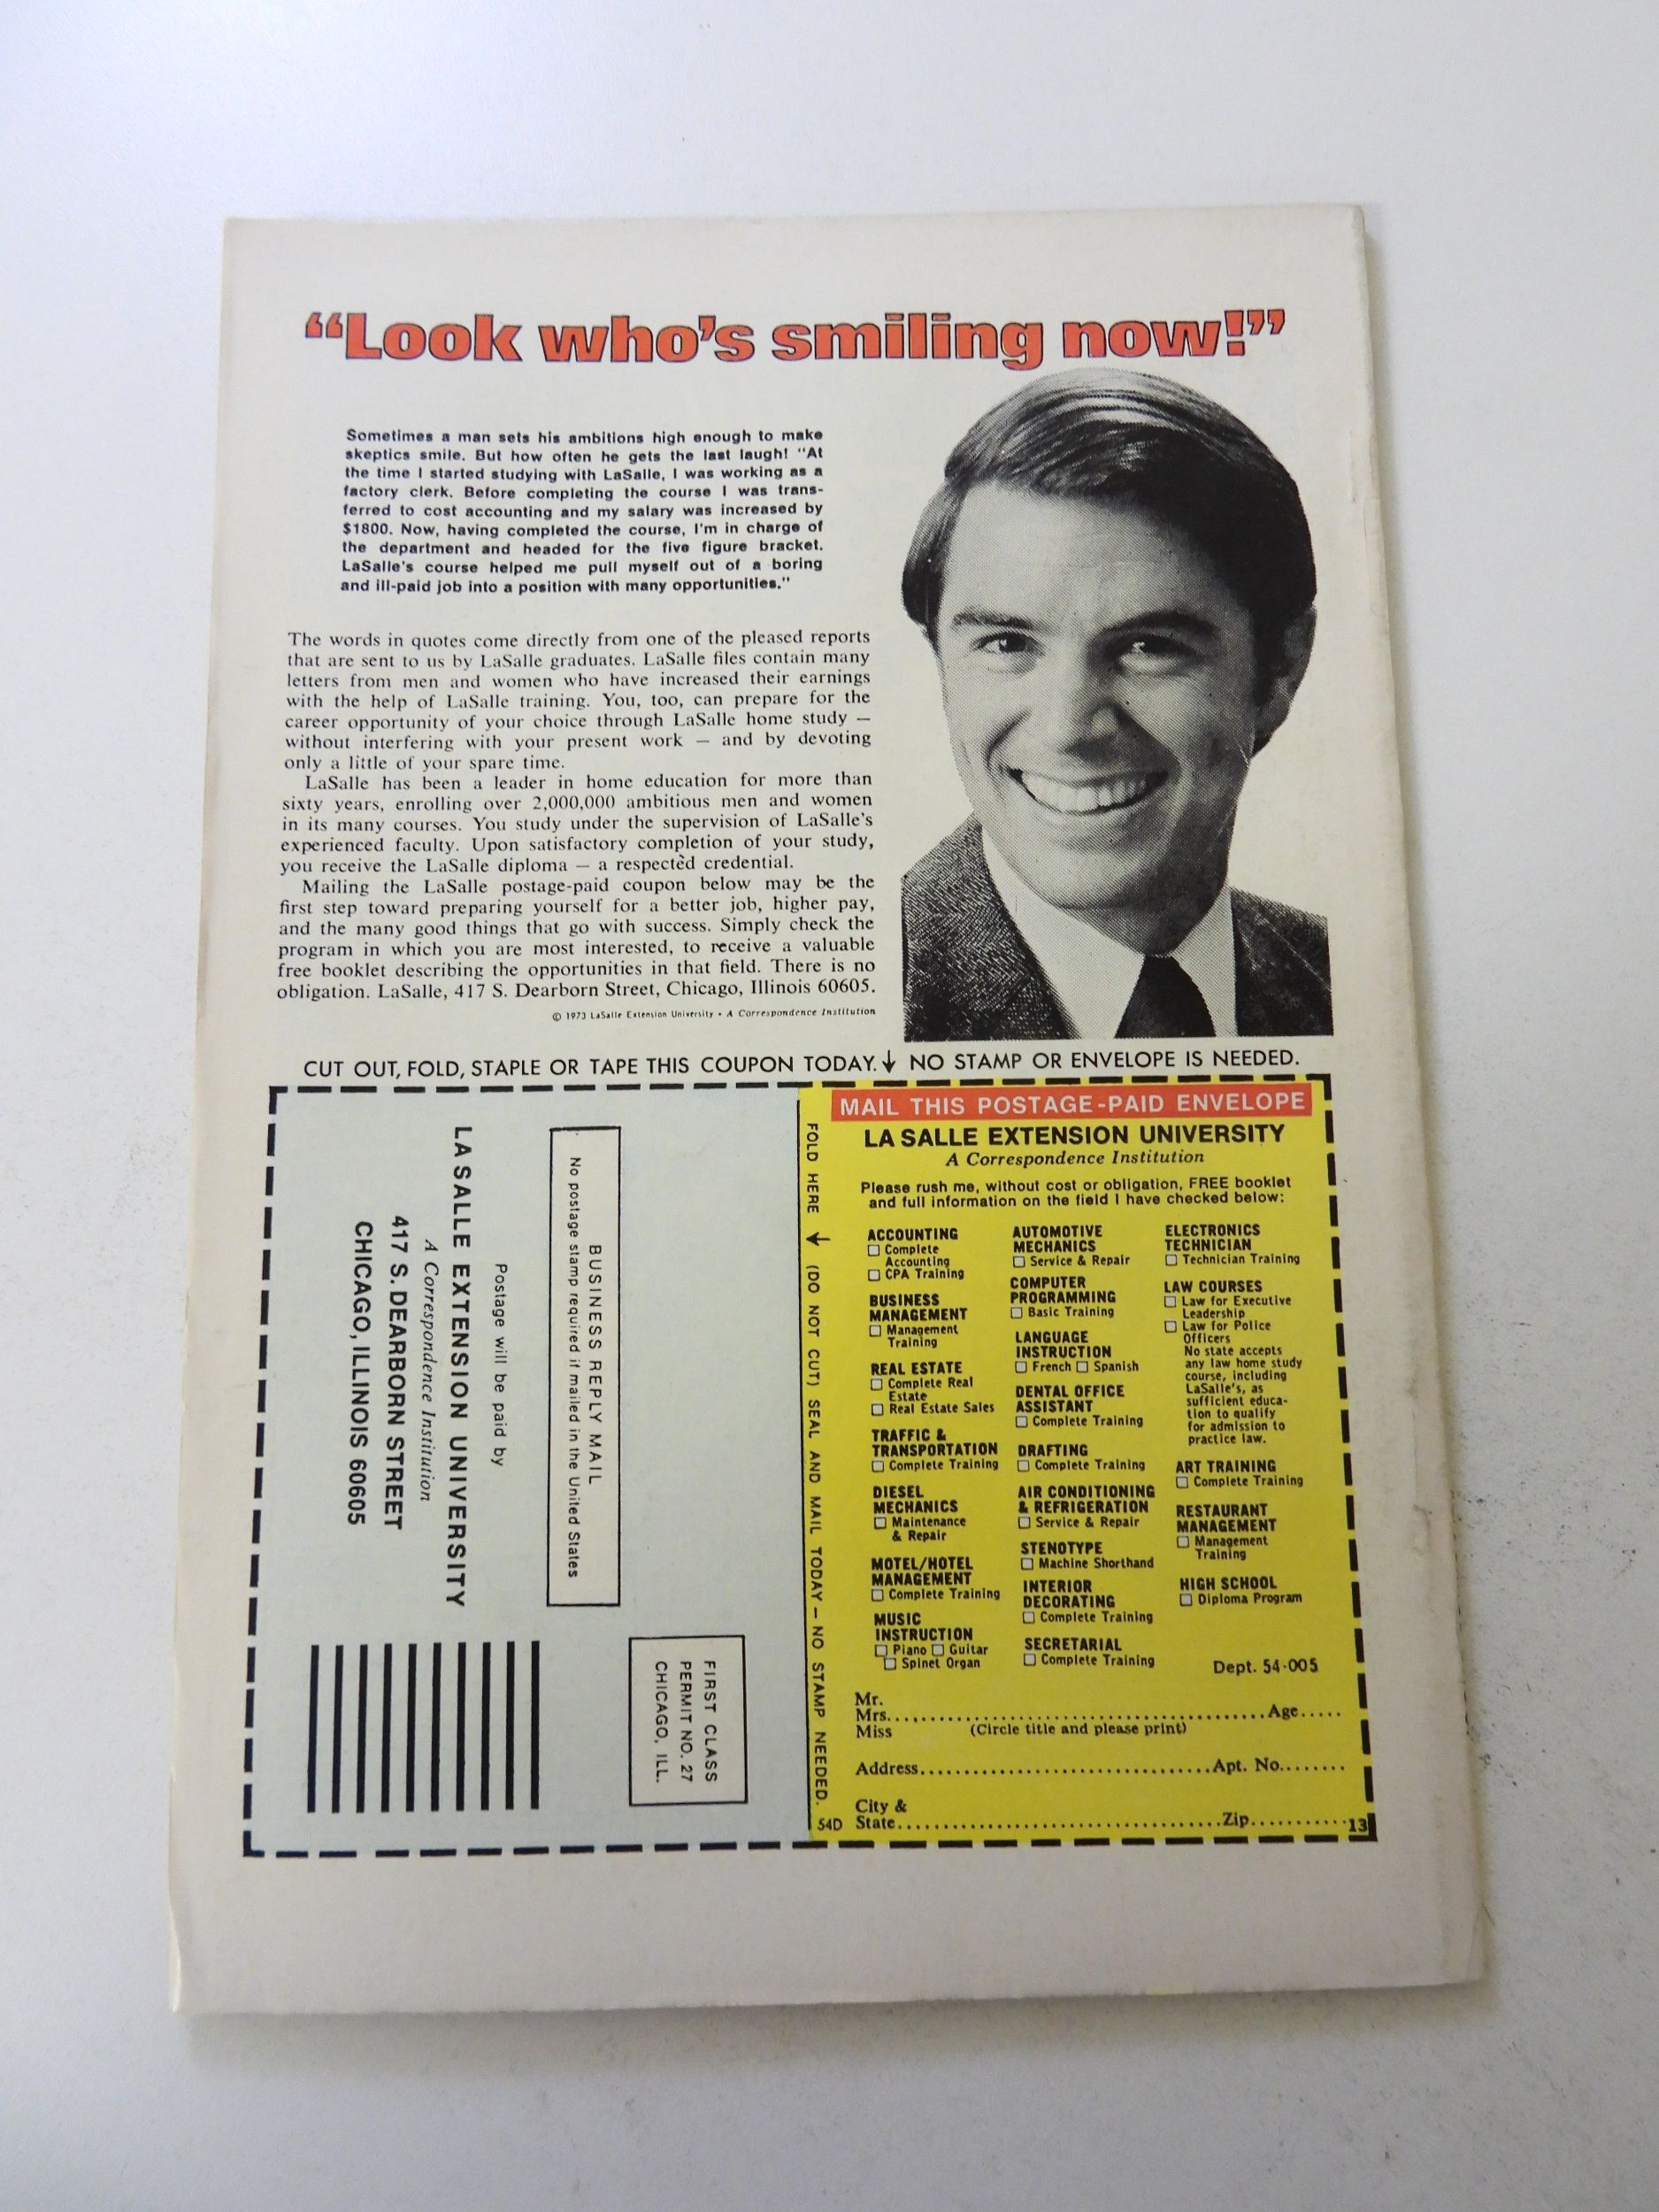 “Look who’s smiling now!”
Sometimes a man sets his ambitions high enough to make
skeptics smile. But how often he gets the last laugh! "At
the time I started studying with LaSalle, I was working as a
factory clerk. Before completing the course I was trans-
ferred to cost accounting and my salary was increased by
$1800. Now, having completed the course, I'm in charge of
the department and headed for the five figure bracket.
LaSalle's course helped me pull myself out of a boring
and ill-paid job into a position with many opportunities."
The words in quotes come directly from one of the pleased reports
that are sent to us by LaSalle graduates. LaSalle files contain many
letters from men and women who have increased their earnings
with the help of LaSalle training. You, too, can prepare for the
career opportunity of your choice through LaSalle home study —
without interfering with your present work — and by devoting
only a little of your spare time.
LaSalle has been a leader in home education for more than
sixty years, enrolling over 2,000,000 ambitious men and women
in its many courses. You study under the supervision of LaSalle's
experienced faculty. Upon satisfactory completion of your study,
you receive the LaSalle diploma — a respected credential.
Mailing the LaSalle postage-paid coupon below may be the
first step toward preparing yourself for a better job, higher pay,
and the many good things that go with success. Simply check the
program in which you are most interested, to receive a valuable
free booklet describing the opportunities in that field. There is no
obligation. LaSalle, 417 S. Dearborn Street, Chicago, Illinois 60605.
© 1973 LaSalle Extension University • A Correspondence Institution
CUT OUT, FOLD, STAPLE OR TAPE THIS COUPON TODAY.↓ NO STAMP OR ENVELOPE IS NEEDED.
FIRST CLASS
PERMIT NO. 27
CHICAGO, ILL.
BUSINESS REPLY MAIL
No postage stamp required if mailed in the United States
Postage will be paid by
LA SALLE EXTENSION UNIVERSITY
A Correspondence Institution
417 S. DEARBORN STREET
CHICAGO, ILLINOIS 60605
FOLD HERE ↓ (DO NOT CUT) SEAL AND MAIL TODAY — NO STAMP NEEDED.
MAIL THIS POSTAGE-PAID ENVELOPE
LA SALLE EXTENSION UNIVERSITY
A Correspondence Institution
Please rush me, without cost or obligation, FREE booklet
and full information on the field I have checked below:
ACCOUNTING
☐ Complete
Accounting
☐ CPA Training
BUSINESS
MANAGEMENT
☐ Management
Training
REAL ESTATE
☐ Complete Real
Estate
☐ Real Estate Sales
TRAFFIC &
TRANSPORTATION
☐ Complete Training
DIESEL
MECHANICS
☐ Maintenance
& Repair
MOTEL/HOTEL
MANAGEMENT
☐ Complete Training
MUSIC
INSTRUCTION
☐ Piano ☐ Guitar
☐ Spinet Organ
AUTOMOTIVE
MECHANICS
☐ Service & Repair
COMPUTER
PROGRAMMING
☐ Basic Training
LANGUAGE
INSTRUCTION
☐ French ☐ Spanish
DENTAL OFFICE
ASSISTANT
☐ Complete Training
DRAFTING
☐ Complete Training
AIR CONDITIONING
& REFRIGERATION
☐ Service & Repair
STENOTYPE
☐ Machine Shorthand
INTERIOR
DECORATING
☐ Complete Training
SECRETARIAL
☐ Complete Training
ELECTRONICS
TECHNICIAN
☐ Technician Training
LAW COURSES
☐ Law for Executive
Leadership
☐ Law for Police
Officers
No state accepts
any law home study
course, including
LaSalle's, as
sufficient educa-
tion to qualify
for admission to
practice law.
ART TRAINING
☐ Complete Training
RESTAURANT
MANAGEMENT
☐ Management
Training
HIGH SCHOOL
☐ Diploma Program
Dept. 54-005
Mr.
Mrs.......................................................Age.....
Miss (Circle title and please print)
Address..........................................Apt. No........
City &
54D State..............................................Zip...........13